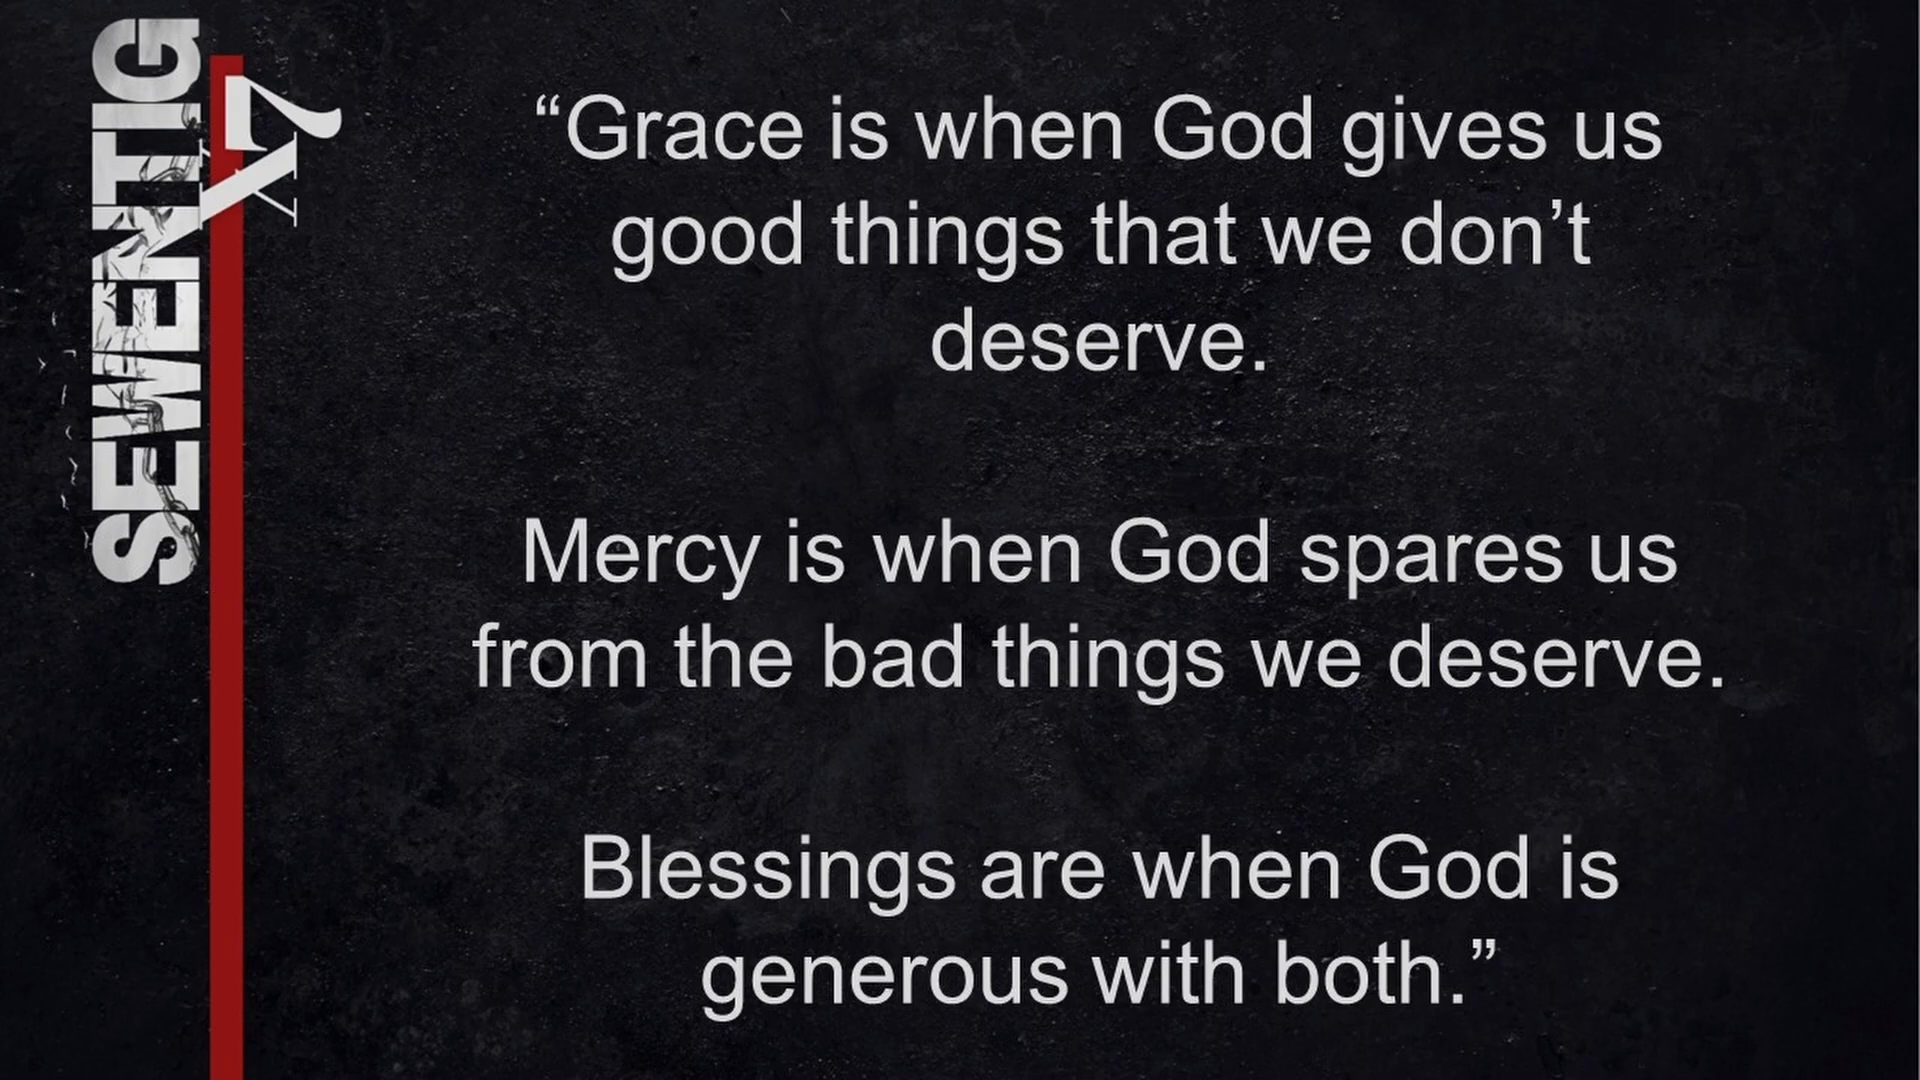 SEWENTIG
X7
“Grace is when God gives us
good things that we don’t
deserve.
Mercy is when God spares us
from the bad things we deserve.
Blessings are when God is
generous with both.”